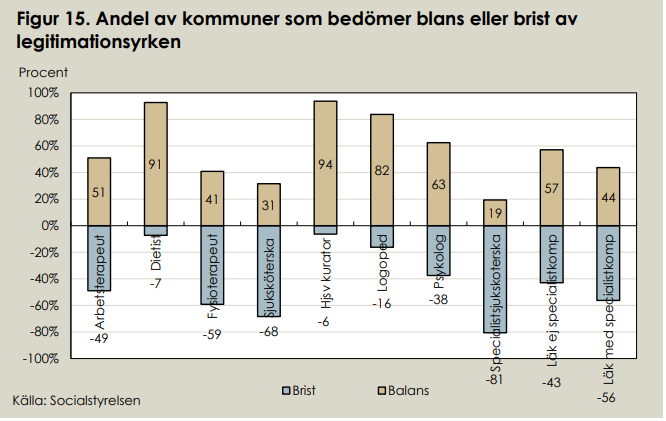 Figur 15. Andel av kommuner som bedömer blans eller brist av
legitimationsyrken
Procent
100%
80%
60%
40%
20%
0%
-20%
-40%
-60%
-80%
-100%
51
91
41
31
94
82
63
19
57
44
Arbetsterapeut
Dietist
Fysioterapeut
Sjuksköterska
Hjsv kurator
Logoped
Psykolog
Specialistsjukskoterska
Läk ej specialistkomp
Läk med specialistkomp
-49
-7
-59
-68
-6
-16
-38
-81
-43
-56
Brist
Balans
Källa: Socialstyrelsen